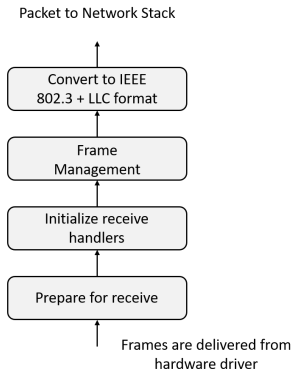 Packet to Network Stack
Convert to IEEE
802.3 + LLC format
Frame
Management
Initialize receive
handlers
Prepare for receive
Frames are delivered from
hardware driver